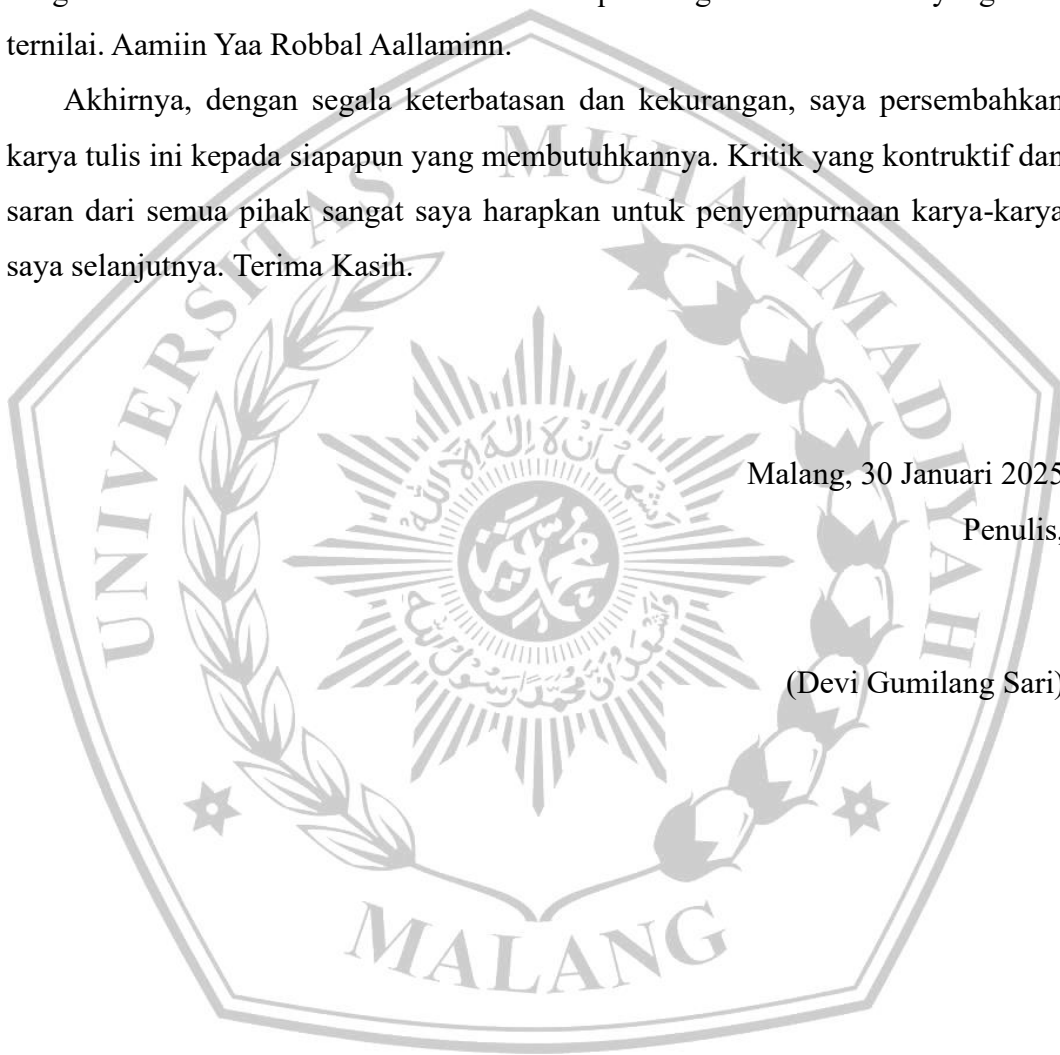 ternilai. Aamiin Yaa Robbal Aallaminn.
Akhirnya, dengan segala keterbatasan dan kekurangan, saya persembahkan
karya tulis ini kepada siapapun yang membutuhkannya. Kritik yang kontruktif dan
saran dari semua pihak sangat saya harapkan untuk penyempurnaan karya-karya
saya selanjutnya. Terima Kasih.
UNIVERSITAS MUHAMMADIYAH
Malang, 30 Januari 2025
Penulis,
(Devi Gumilang Sari)
MALANG